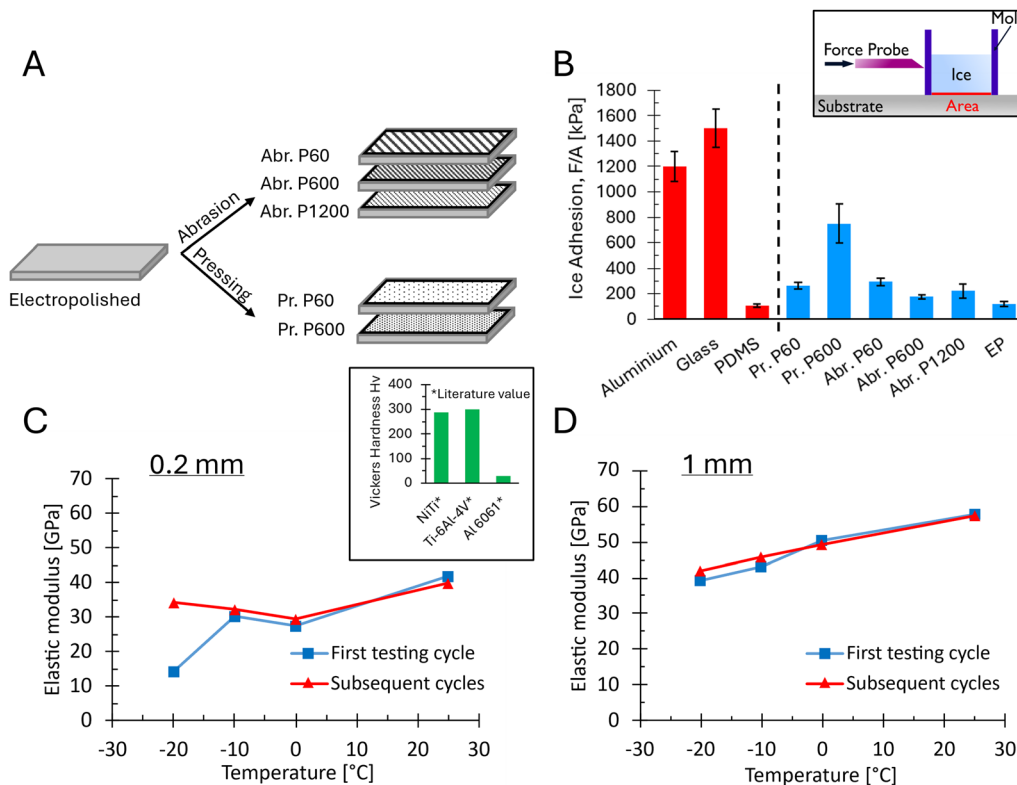 A
Abr. P60
Abr. P600
Abr. P1200
Abrasion
Pressing
Electropolished
Pr. P60
Pr. P600
B
Force Probe
Ice
Substrate
Area
Ice Adhesion, F/A [kPa]
1800
1600
1400
1200
1000
800
600
400
200
0
Aluminium
Glass
PDMS
Pr. P60
Pr. P600
Abr. P60
Abr. P600
Abr. P1200
EP
C
0.2 mm
Elastic modulus [GPa]
70
60
50
40
30
20
10
0
-30 -20 -10 0 10 20 30
Temperature [°C]
First testing cycle
Subsequent cycles
Vickers Hardness Hv
400
300
200
100
0
*Literature value
NiTi*
Ti-6Al-4V*
Al 6061*
D
1 mm
Elastic modulus [GPa]
70
60
50
40
30
20
10
0
-30 -20 -10 0 10 20 30
Temperature [°C]
First testing cycle
Subsequent cycles